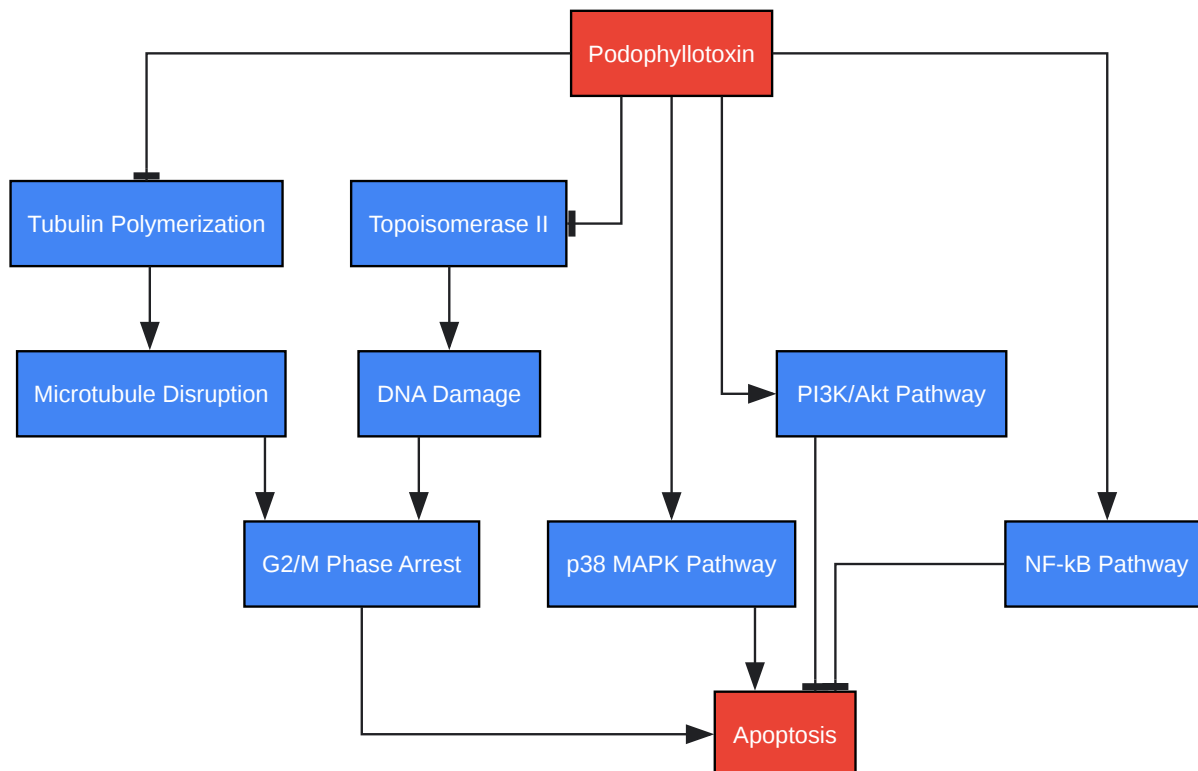 Podophyllotoxin
Tubulin Polymerization
Topoisomerase II
Microtubule Disruption
DNA Damage
PI3K/Akt Pathway
G2/M Phase Arrest
p38 MAPK Pathway
NF-kB Pathway
Apoptosis